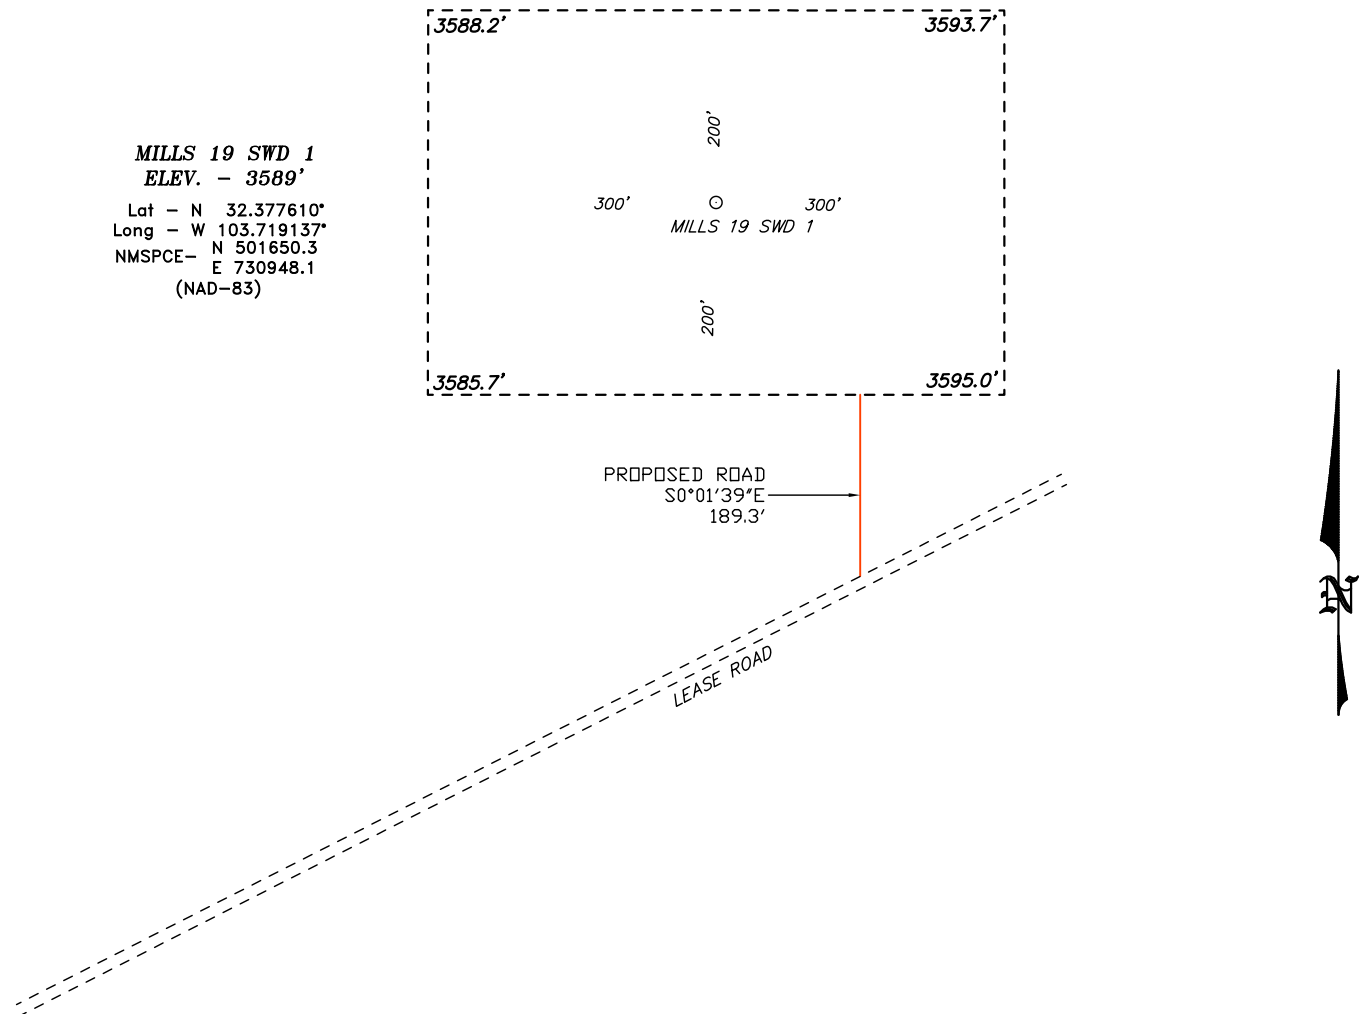 3588.2'
3593.7'
MILLS 19 SWD 1
ELEV. - 3589'
Lat - N 32.377610°
Long - W 103.719137°
NMSPCE- N 501650.3
E 730948.1
(NAD-83)
200'
300'
300'
MILLS 19 SWD 1
200'
3585.7'
3595.0'
PROPOSED ROAD
S0°01'39"E
189.3'
LEASE ROAD
N